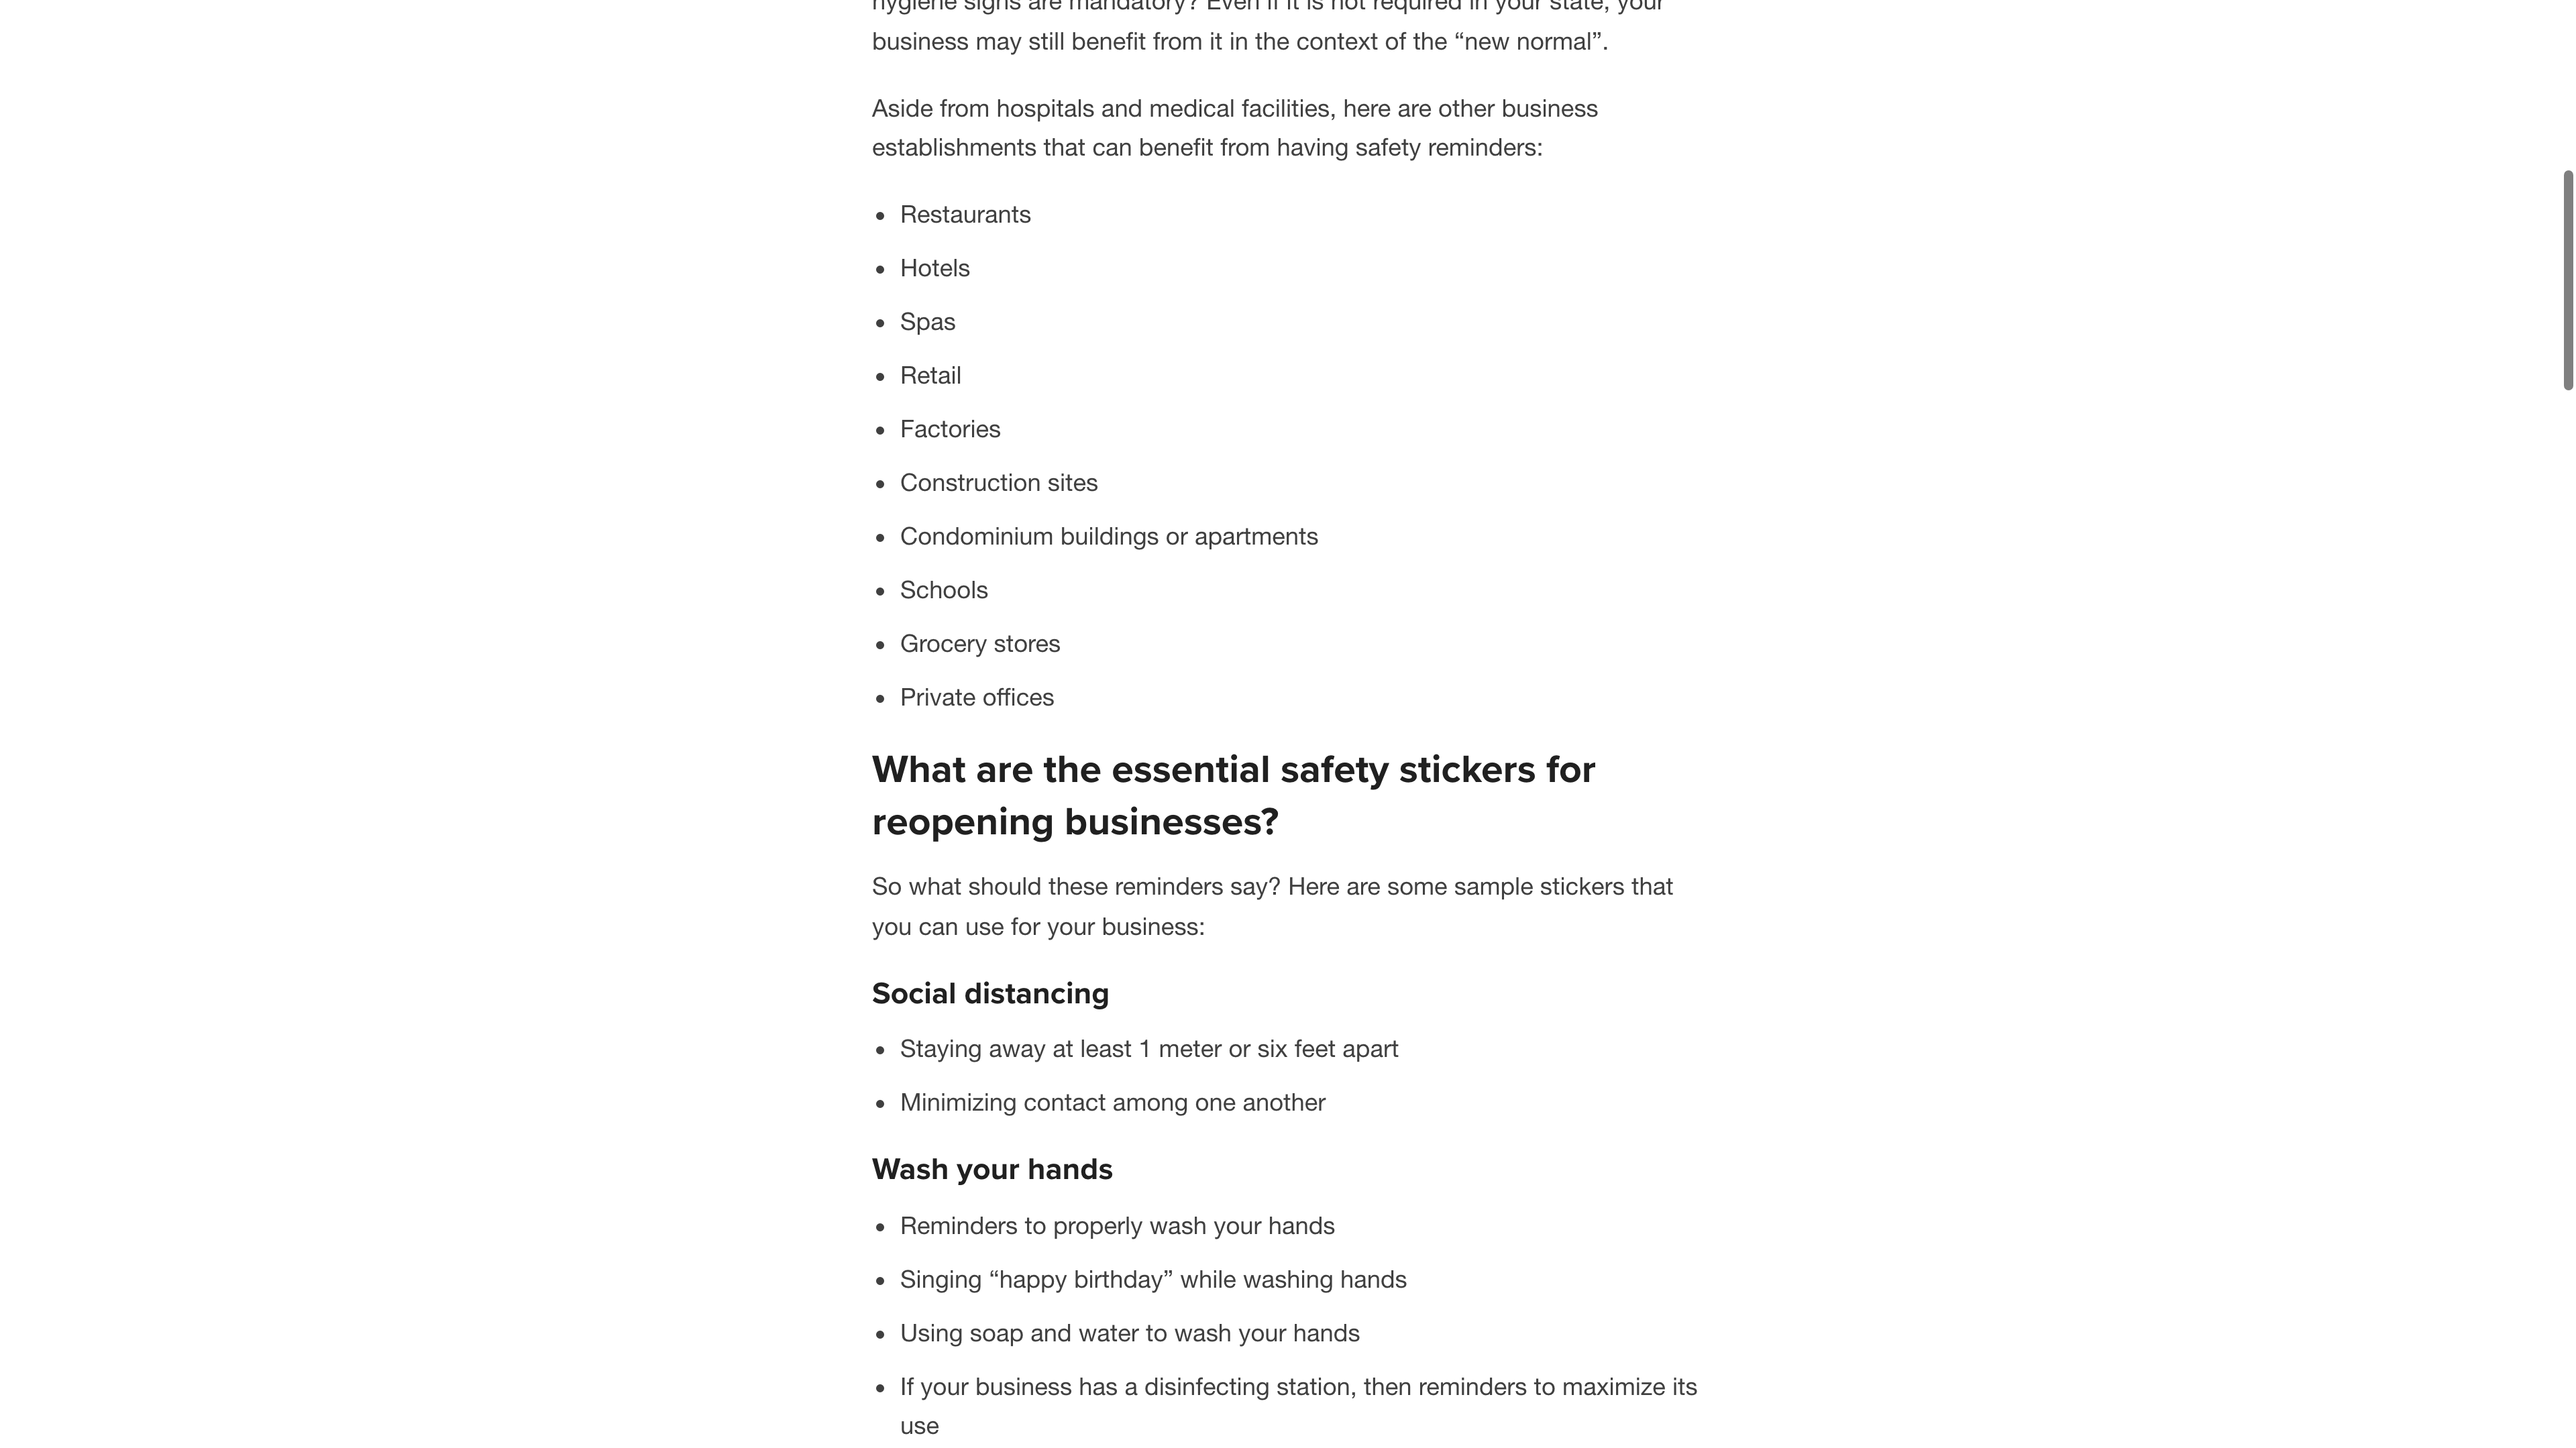 hygiene signs are mandatory? Even if it is not required in your state, your
business may still benefit from it in the context of the “new normal”.
Aside from hospitals and medical facilities, here are other business
establishments that can benefit from having safety reminders:
• Restaurants
• Hotels
• Spas
• Retail
• Factories
• Construction sites
• Condominium buildings or apartments
• Schools
• Grocery stores
• Private offices
What are the essential safety stickers for
reopening businesses?
So what should these reminders say? Here are some sample stickers that
you can use for your business:
Social distancing
• Staying away at least 1 meter or six feet apart
• Minimizing contact among one another
Wash your hands
• Reminders to properly wash your hands
• Singing “happy birthday” while washing hands
• Using soap and water to wash your hands
• If your business has a disinfecting station, then reminders to maximize its
use